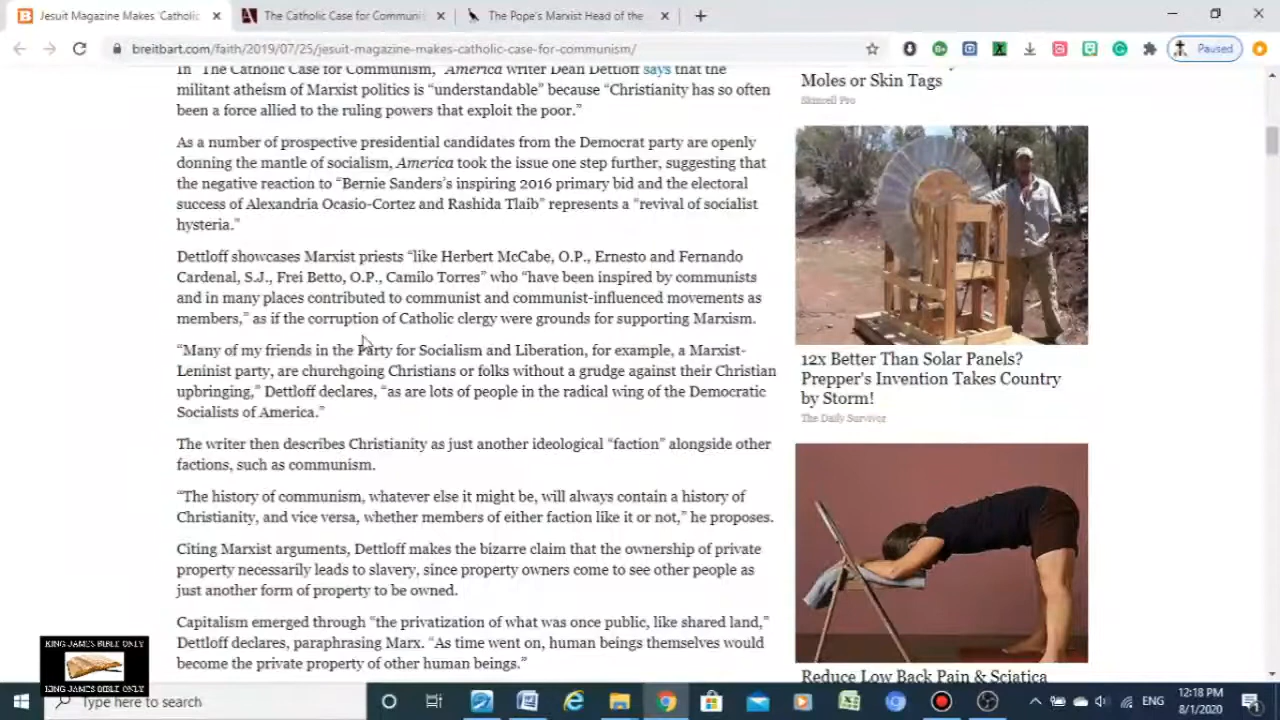 Jesuit Magazine Makes 'Catholic
The Catholic Case for Communi
The Pope's Marxist Head of the
breitbart.com/faith/2019/07/25/jesuit-magazine-makes-catholic-case-for-communism/
Paused
In "The Catholic Case for Communism," America writer Dean Dettloff says that the
militant atheism of Marxist politics is “understandable” because “Christianity has so often
been a force allied to the ruling powers that exploit the poor.”
As a number of prospective presidential candidates from the Democrat party are openly
donning the mantle of socialism, America took the issue one step further, suggesting that
the negative reaction to “Bernie Sanders’s inspiring 2016 primary bid and the electoral
success of Alexandria Ocasio-Cortez and Rashida Tlaib” represents a “revival of socialist
hysteria.”
Dettloff showcases Marxist priests “like Herbert McCabe, O.P., Ernesto and Fernando
Cardenal, S.J., Frei Betto, O.P., Camilo Torres” who “have been inspired by communists
and in many places contributed to communist and communist-influenced movements as
members,” as if the corruption of Catholic clergy were grounds for supporting Marxism.
“Many of my friends in the Party for Socialism and Liberation, for example, a Marxist-
Leninist party, are churchgoing Christians or folks without a grudge against their Christian
upbringing,” Dettloff declares, “as are lots of people in the radical wing of the Democratic
Socialists of America.”
The writer then describes Christianity as just another ideological “faction” alongside other
factions, such as communism.
“The history of communism, whatever else it might be, will always contain a history of
Christianity, and vice versa, whether members of either faction like it or not,” he proposes.
Citing Marxist arguments, Dettloff makes the bizarre claim that the ownership of private
property necessarily leads to slavery, since property owners come to see other people as
just another form of property to be owned.
Capitalism emerged through “the privatization of what was once public, like shared land,”
Dettloff declares, paraphrasing Marx. “As time went on, human beings themselves would
become the private property of other human beings.”
Moles or Skin Tags
Skincell Pro
12x Better Than Solar Panels?
Prepper's Invention Takes Country
by Storm!
The Daily Survivor
Reduce Low Back Pain & Sciatica
KING JAMES BIBLE ONLY
KING JAMES BIBLE ONLY
Type here to search
ENG
12:18 PM
8/1/2020